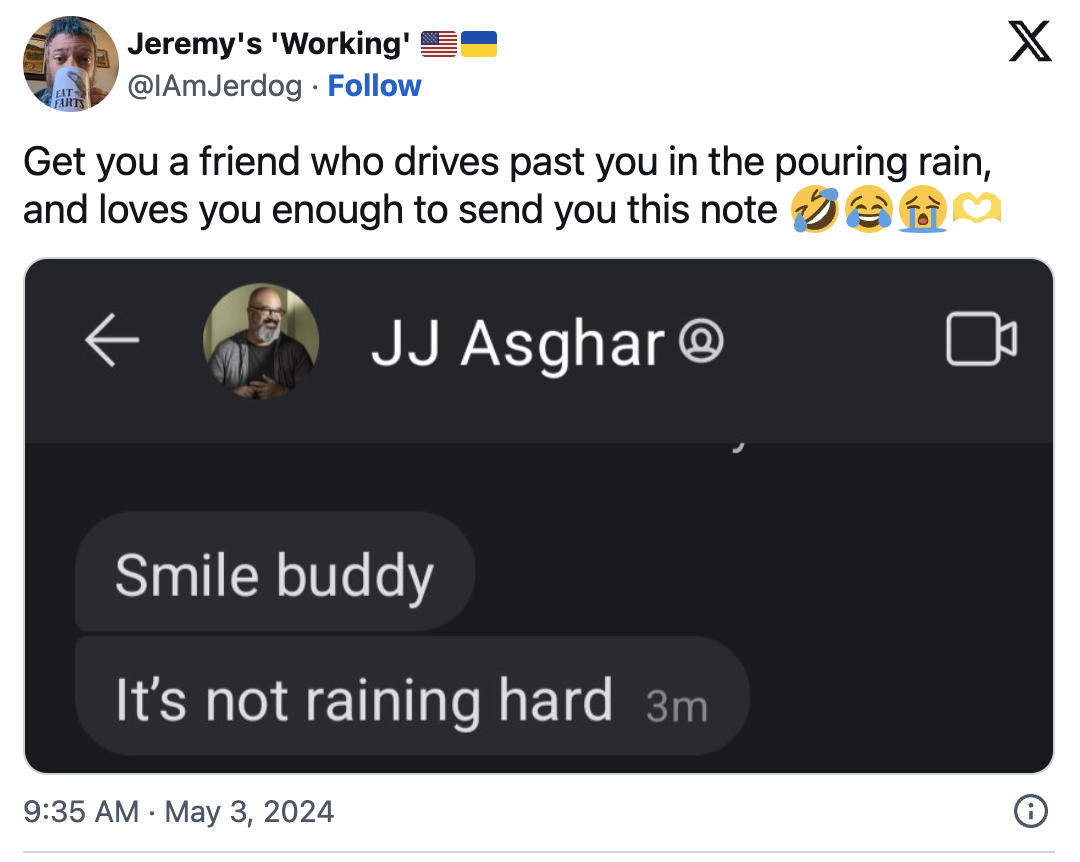 Jeremy's 'Working' 🇺🇸🇺🇦
@IAmJerdog · Follow
Get you a friend who drives past you in the pouring rain,
and loves you enough to send you this note 🤣😂😭🫶
EAT
FARTS
JJ Asghar
Smile buddy
It's not raining hard 3m
9:35 AM · May 3, 2024